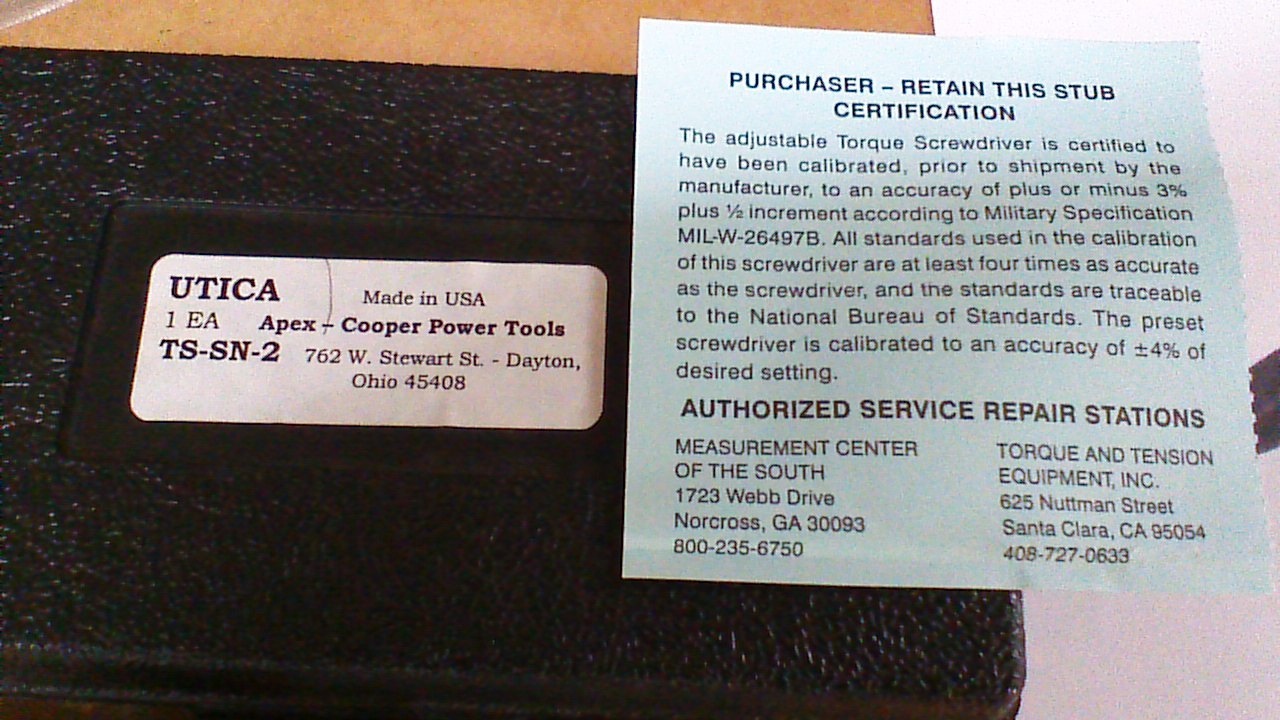 UTICA
Made in USA
1 EA Apex - Cooper Power Tools
TS-SN-2 762 W. Stewart St. - Dayton,
Ohio 45408
PURCHASER – RETAIN THIS STUB
CERTIFICATION
The adjustable Torque Screwdriver is certified to
have been calibrated, prior to shipment by the
manufacturer, to an accuracy of plus or minus 3%
plus ½ increment according to Military Specification
MIL-W-26497B. All standards used in the calibration
of this screwdriver are at least four times as accurate
as the screwdriver, and the standards are traceable
to the National Bureau of Standards. The preset
screwdriver is calibrated to an accuracy of ±4% of
desired setting.
AUTHORIZED SERVICE REPAIR STATIONS
MEASUREMENT CENTER
OF THE SOUTH
1723 Webb Drive
Norcross, GA 30093
800-235-6750
TORQUE AND TENSION
EQUIPMENT, INC.
625 Nuttman Street
Santa Clara, CA 95054
408-727-0633